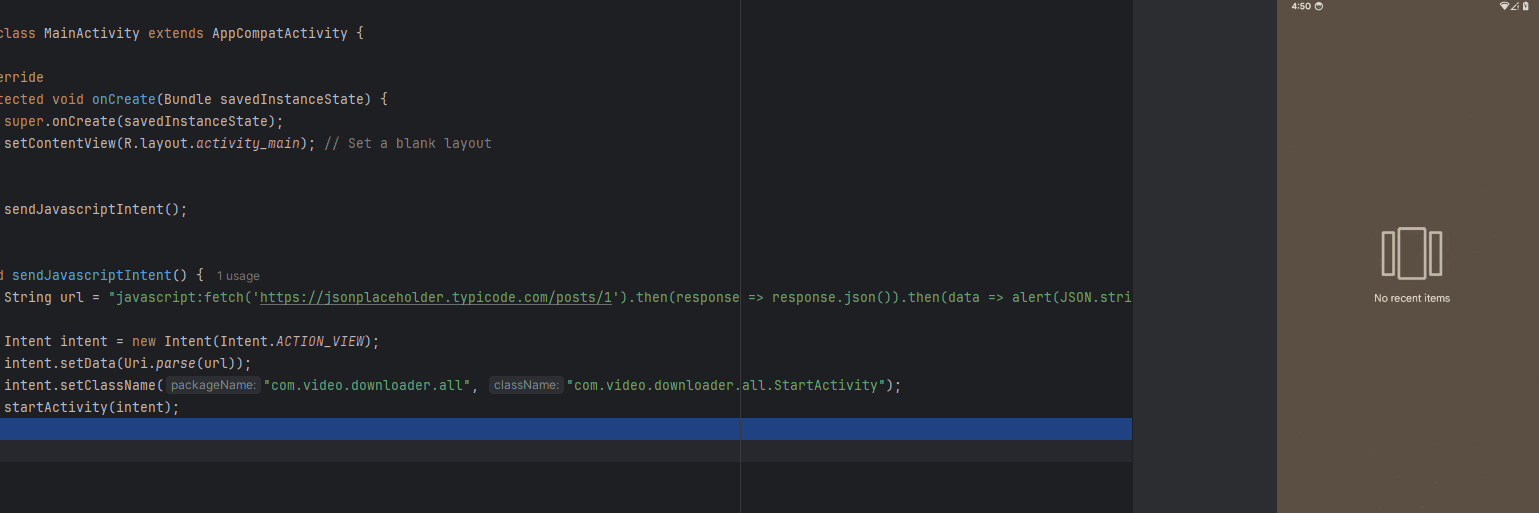 class MainActivity extends AppCompatActivity {
erride
tected void onCreate(Bundle savedInstanceState) {
super.onCreate(savedInstanceState);
setContentView(R.layout.activity_main); // Set a blank layout
sendJavascriptIntent();
d sendJavascriptIntent() { 1 usage
String url = "javascript:fetch('https://jsonplaceholder.typicode.com/posts/1').then(response => response.json()).then(data => alert(JSON.stri
Intent intent = new Intent(Intent.ACTION_VIEW);
intent.setData(Uri.parse(url));
intent.setClassName( packageName: "com.video.downloader.all", className: "com.video.downloader.all.StartActivity");
startActivity(intent);
4:50
No recent items